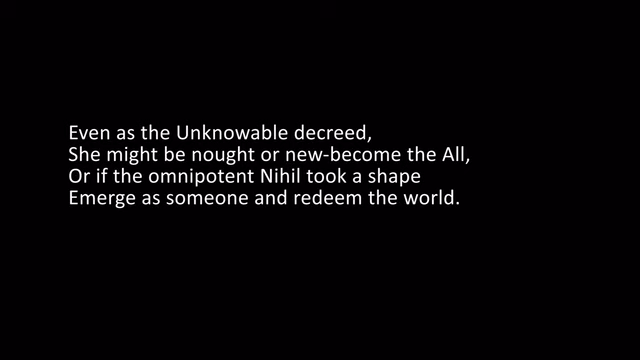 Even as the Unknowable decreed,
She might be nought or new-become the All,
Or if the omnipotent Nihil took a shape
Emerge as someone and redeem the world.